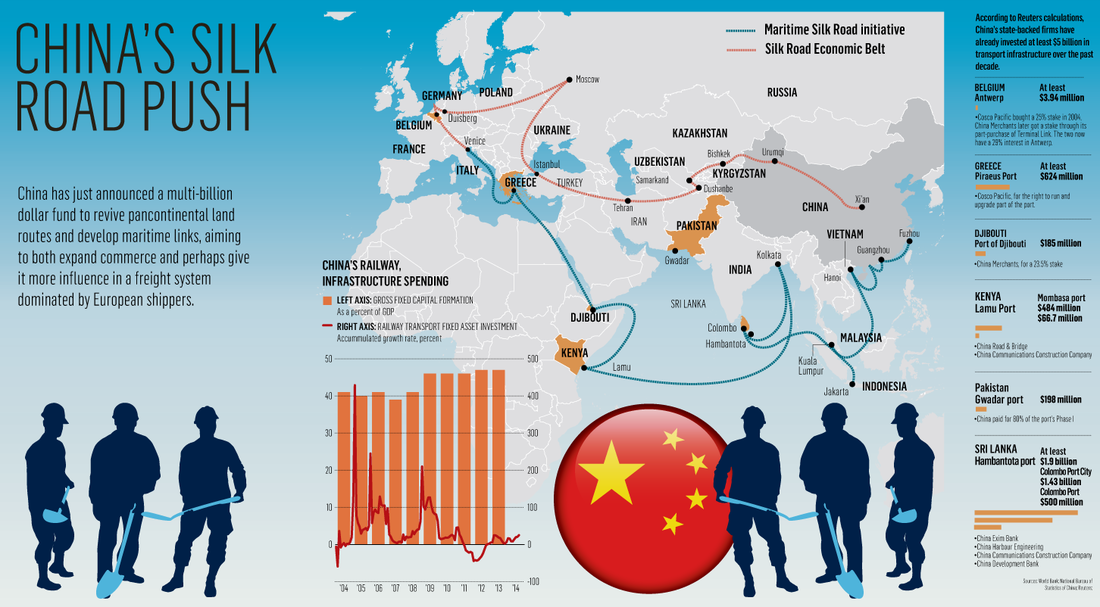 CHINA'S SILK
ROAD PUSH
China has just announced a multi-billion
dollar fund to revive pancontinental land
routes and develop maritime links, aiming
to both expand commerce and perhaps give
it more influence in a freight system
dominated by European shippers.
Maritime Silk Road initiative
Silk Road Economic Belt
Moscow
GERMANY
POLAND
RUSSIA
Duisberg
BELGIUM
UKRAINE
KAZAKHSTAN
Venice
FRANCE
Bishkek
Urumqi
ITALY
Istanbul
UZBEKISTAN
KYRGYZSTAN
GREECE
TURKEY
Samarkand
Dushanbe
Tehran
IRAN
CHINA
Xi'an
PAKISTAN
VIETNAM
Fuzhou
Gwadar
Kolkata
Guangzhou
INDIA
Hanoi
SRI LANKA
DJIBOUTI
Colombo
Hambantota
MALAYSIA
KENYA
Lamu
Kuala
Lumpur
Jakarta
INDONESIA
CHINA'S RAILWAY,
INFRASTRUCTURE SPENDING
LEFT AXIS: GROSS FIXED CAPITAL FORMATION
As a percent of GDP
RIGHT AXIS: RAILWAY TRANSPORT FIXED ASSET INVESTMENT
Accumulated growth rate, percent
50 500
40 400
30 300
20 200
10 100
0 0
-100
'04 '05 '06 '07 '08 '09 '10 '11 '12 '13 '14
According to Reuters calculations,
China's state-backed firms have
already invested at least $5 billion in
transport infrastructure over the past
decade.
BELGIUM At least
Antwerp $3.94 million
•Cosco Pacific bought a 25% stake in 2004.
China Merchants later got a stake through its
part-purchase of Terminal Link. The two now
have a 29% interest in Antwerp.
GREECE At least
Piraeus Port $624 million
•Cosco Pacific, for the right to run and
upgrade part of the port.
DJIBOUTI
Port of Djibouti $185 million
•China Merchants, for a 23.5% stake
KENYA Mombasa port
Lamu Port $484 million
$66.7 million
•China Road & Bridge
•China Communications Construction Company
Pakistan
Gwadar port $198 million
•China paid for 80% of the port's Phase I
SRI LANKA At least
Hambantota port $1.9 billion
Colombo Port City
$1.43 billion
Colombo Port
$500 million
•China Exim Bank
•China Harbour Engineering
•China Communications Construction Company
•China Development Bank
Sources: World Bank; National Bureau of
Statistics of China; Reuters.